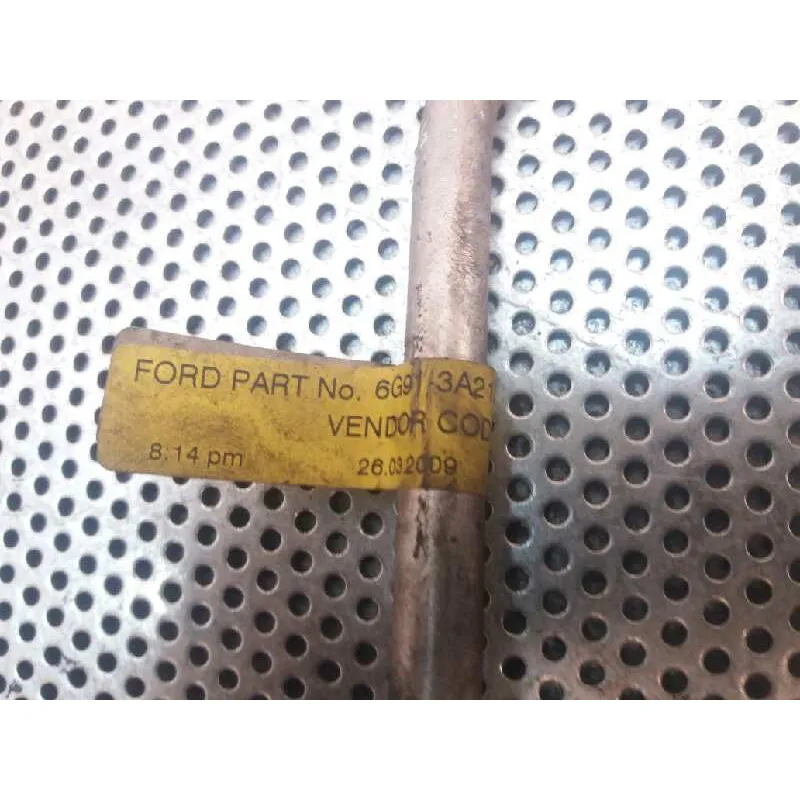 FORD PART No. 6G91-3A21
VENDOR COD
8.14 pm 26.03.2009